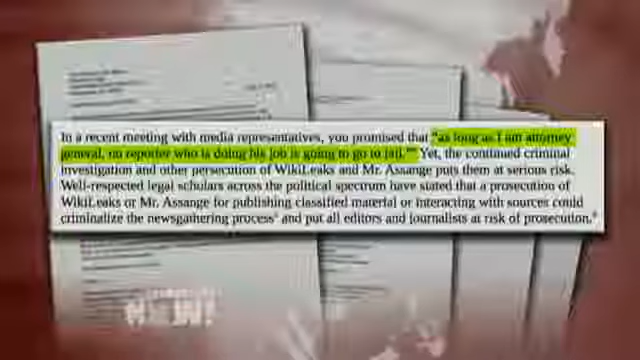 In a recent meeting with media representatives, you promised that "as long as I am attorney
general, no reporter who is doing his job is going to go to jail." Yet, the continued criminal
investigation and other persecution of WikiLeaks and Mr. Assange puts them at serious risk.
Well-respected legal scholars across the political spectrum have stated that a prosecution of
WikiLeaks or Mr. Assange for publishing classified material or interacting with sources could
criminalize the newsgathering process and put all editors and journalists at risk of prosecution.